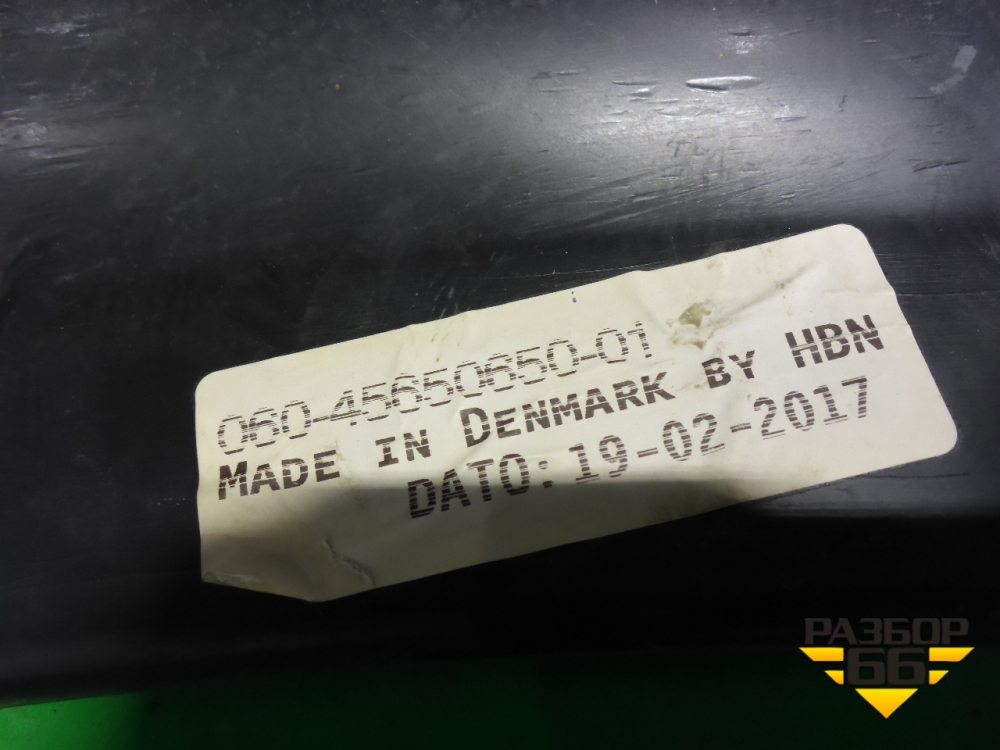 060-45650650-01
MADE IN DENMARK BY HBN
DATO: 19-02-2017
РАЗБОР
66